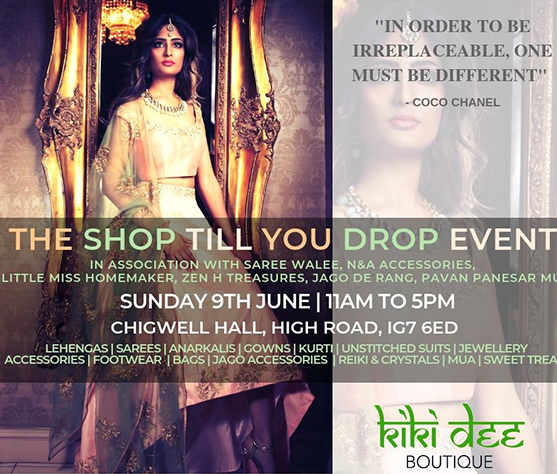 "IN ORDER TO BE
IRREPLACEABLE, ONE
MUST BE DIFFERENT"
- COCO CHANEL
THE SHOP TILL YOU DROP EVENT
IN ASSOCIATION WITH SAREE WALEE, N&A ACCESSORIES,
LITTLE MISS HOMEMAKER, ZEN H TREASURES, JAGO DE RANG, PAVAN PANESAR MU
SUNDAY 9TH JUNE | 11AM TO 5PM
CHIGWELL HALL, HIGH ROAD, IG7 6ED
LEHENGAS | SAREES | ANARKALIS | GOWNS | KURTI | UNSTITCHED SUITS | JEWELLERY
ACCESSORIES | FOOTWEAR | BAGS | JAGO ACCESSORIES | REIKI & CRYSTALS | MUA | SWEET TREA
kiki dee
BOUTIQUE